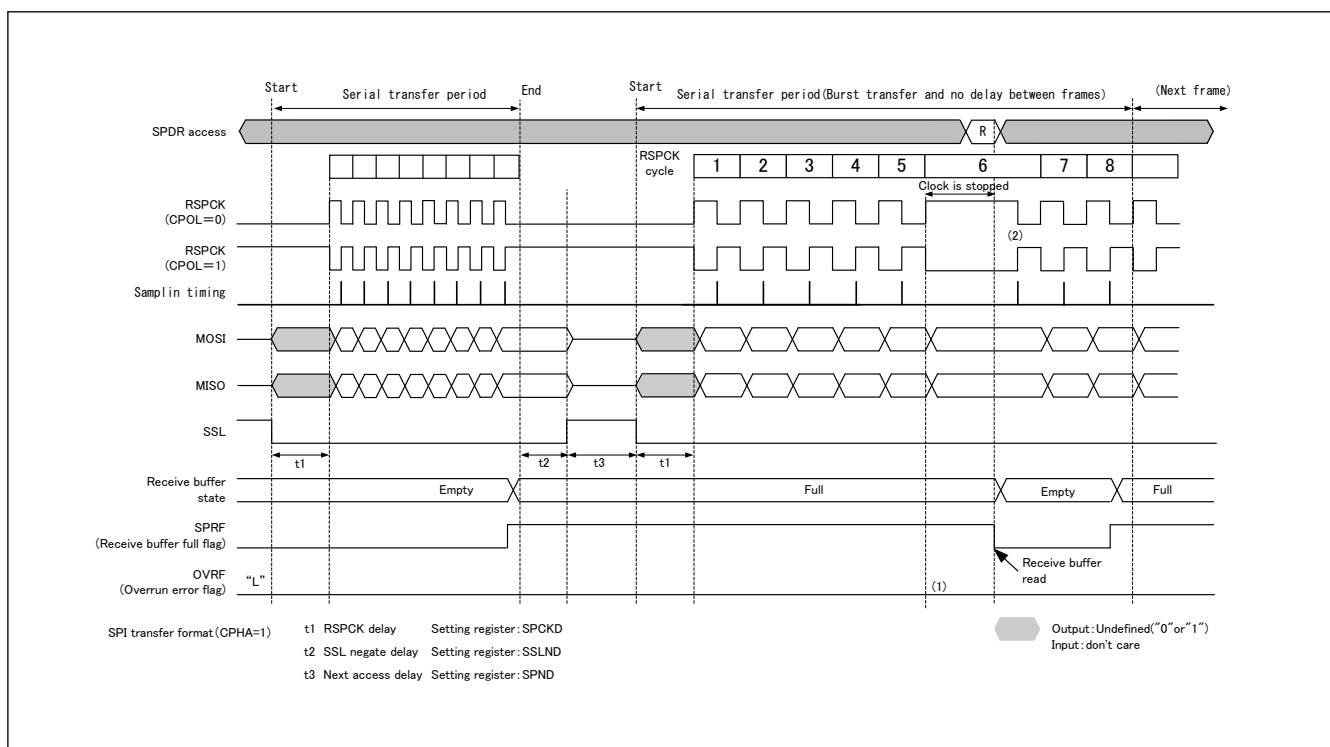 Start
Serial transfer period
End
Start
Serial transfer period(Burst transfer and no delay between frames)
(Next frame)
SPDR access
R
RSPCK
cycle
1 2 3 4 5 6 7 8
Clock is stopped
RSPCK
(CPOL=0)
(2)
RSPCK
(CPOL=1)
Samplin timing
MOSI
MISO
SSL
t1 t2 t3 t1
Receive buffer
state
Empty Full Empty Full
SPRF
(Receive buffer full flag)
Receive buffer
read
OVRF
(Overrun error flag)
"L"
(1)
SPI transfer format(CPHA=1)
t1 RSPCK delay Setting register:SPCKD
t2 SSL negate delay Setting register:SSLND
t3 Next access delay Setting register:SPND
Output:Undefined("0"or"1")
Input:don't care